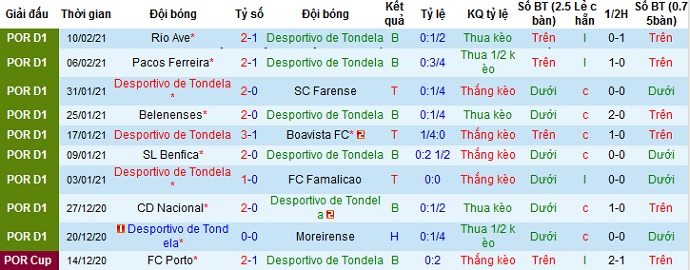 Giải đấu Thời gian Đội bóng Tỷ số Đội bóng Kết quả Tỷ lệ KQ tỷ lệ Số BT (2.5 bàn) Lẻ chẵn 1/2H Số BT (0.75bàn)
POR D1 10/02/21 Rio Ave* 2-1 Desportivo de Tondela B 0:1/2 Thua kèo Trên l 0-1 Trên
POR D1 06/02/21 Pacos Ferreira* 2-1 Desportivo de Tondela B 0:3/4 Thua 1/2 kèo Trên l 1-0 Trên
POR D1 31/01/21 Desportivo de Tondela* 2-0 SC Farense T 0:1/4 Thắng kèo Dưới c 0-0 Dưới
POR D1 25/01/21 Belenenses* 2-0 Desportivo de Tondela B 0:1/4 Thua kèo Dưới c 2-0 Trên
POR D1 17/01/21 Desportivo de Tondela 3-1 Boavista FC* 2 T 1/4:0 Thắng kèo Trên c 1-0 Trên
POR D1 09/01/21 SL Benfica* 2-0 Desportivo de Tondela B 0:2 1/2 Thắng kèo Dưới c 0-0 Dưới
POR D1 03/01/21 Desportivo de Tondela* 1-0 FC Famalicao T 0:0 Thắng kèo Dưới l 0-0 Dưới
POR D1 27/12/20 CD Nacional* 2-0 Desportivo de Tondela 2 B 0:1/2 Thua kèo Dưới c 1-0 Trên
POR D1 20/12/20 1 Desportivo de Tondela* 0-0 Moreirense H 0:1/4 Thua 1/2 kèo Dưới c 0-0 Dưới
POR Cup 14/12/20 FC Porto* 2-1 Desportivo de Tondela B 0:2 Thắng kèo Trên l 2-1 Trên